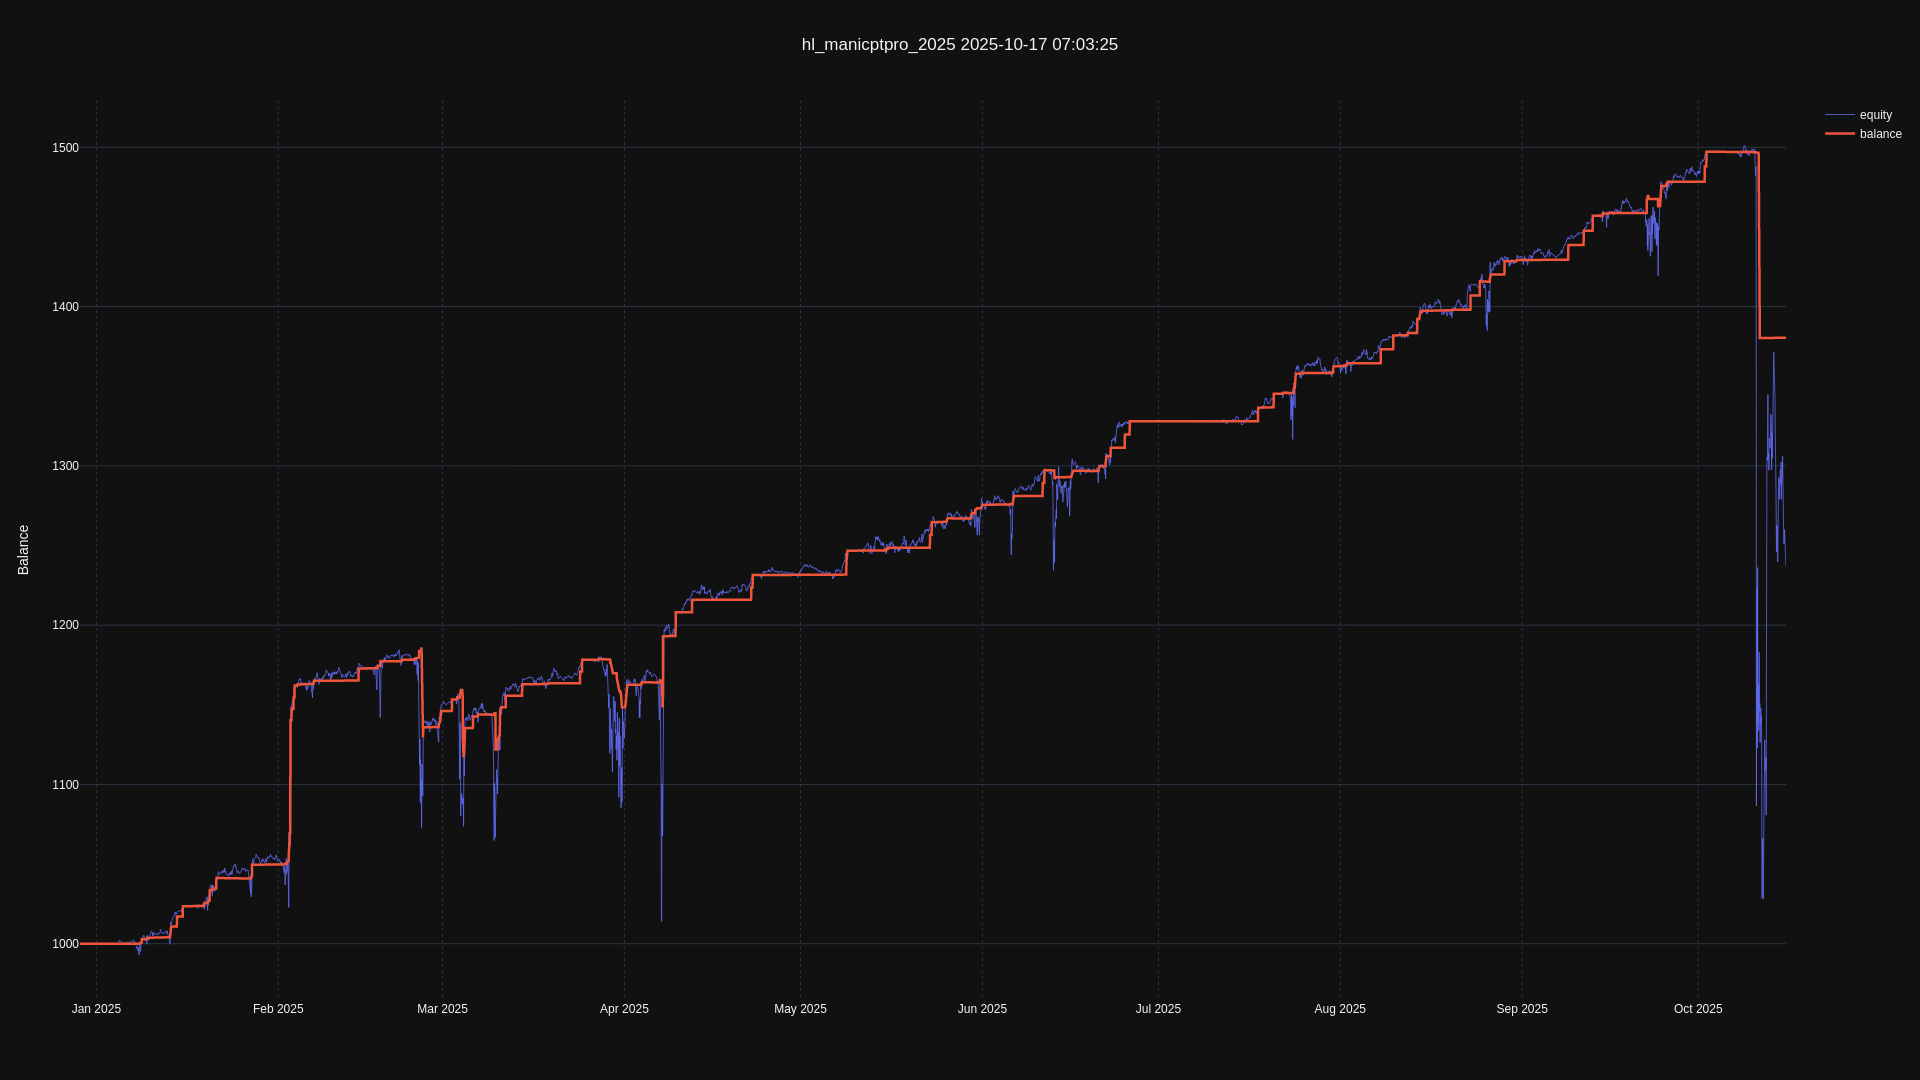 hl_manicptpro_2025 2025-10-17 07:03:25
equity
balance
Balance
1500
1400
1300
1200
1100
1000
Jan 2025
Feb 2025
Mar 2025
Apr 2025
May 2025
Jun 2025
Jul 2025
Aug 2025
Sep 2025
Oct 2025